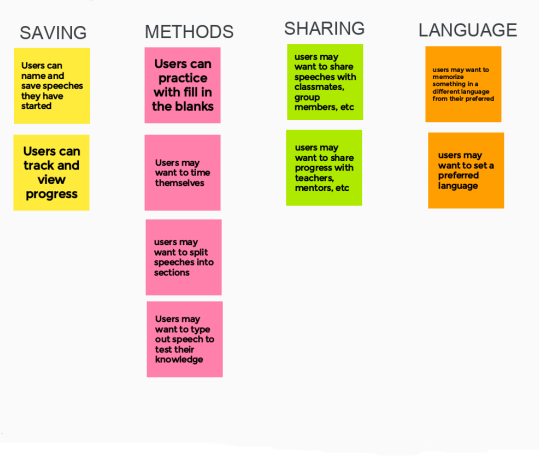 SAVING
Users can
name and
save speeches
they have
started
Users can
track and
view
progress
METHODS
Users can
practice
with fill in
the blanks
Users may
want to time
themselves
users may
want to split
speeches into
sections
Users may
want to type
out speech to
test their
knowledge
SHARING
users may
want to share
speeches with
classmates,
group
members, etc
users may
want to share
progress with
teachers,
mentors, etc
LANGUAGE
users may want to
memorize
something in a
different language
from their preferred
users may
want to set a
preferred
language